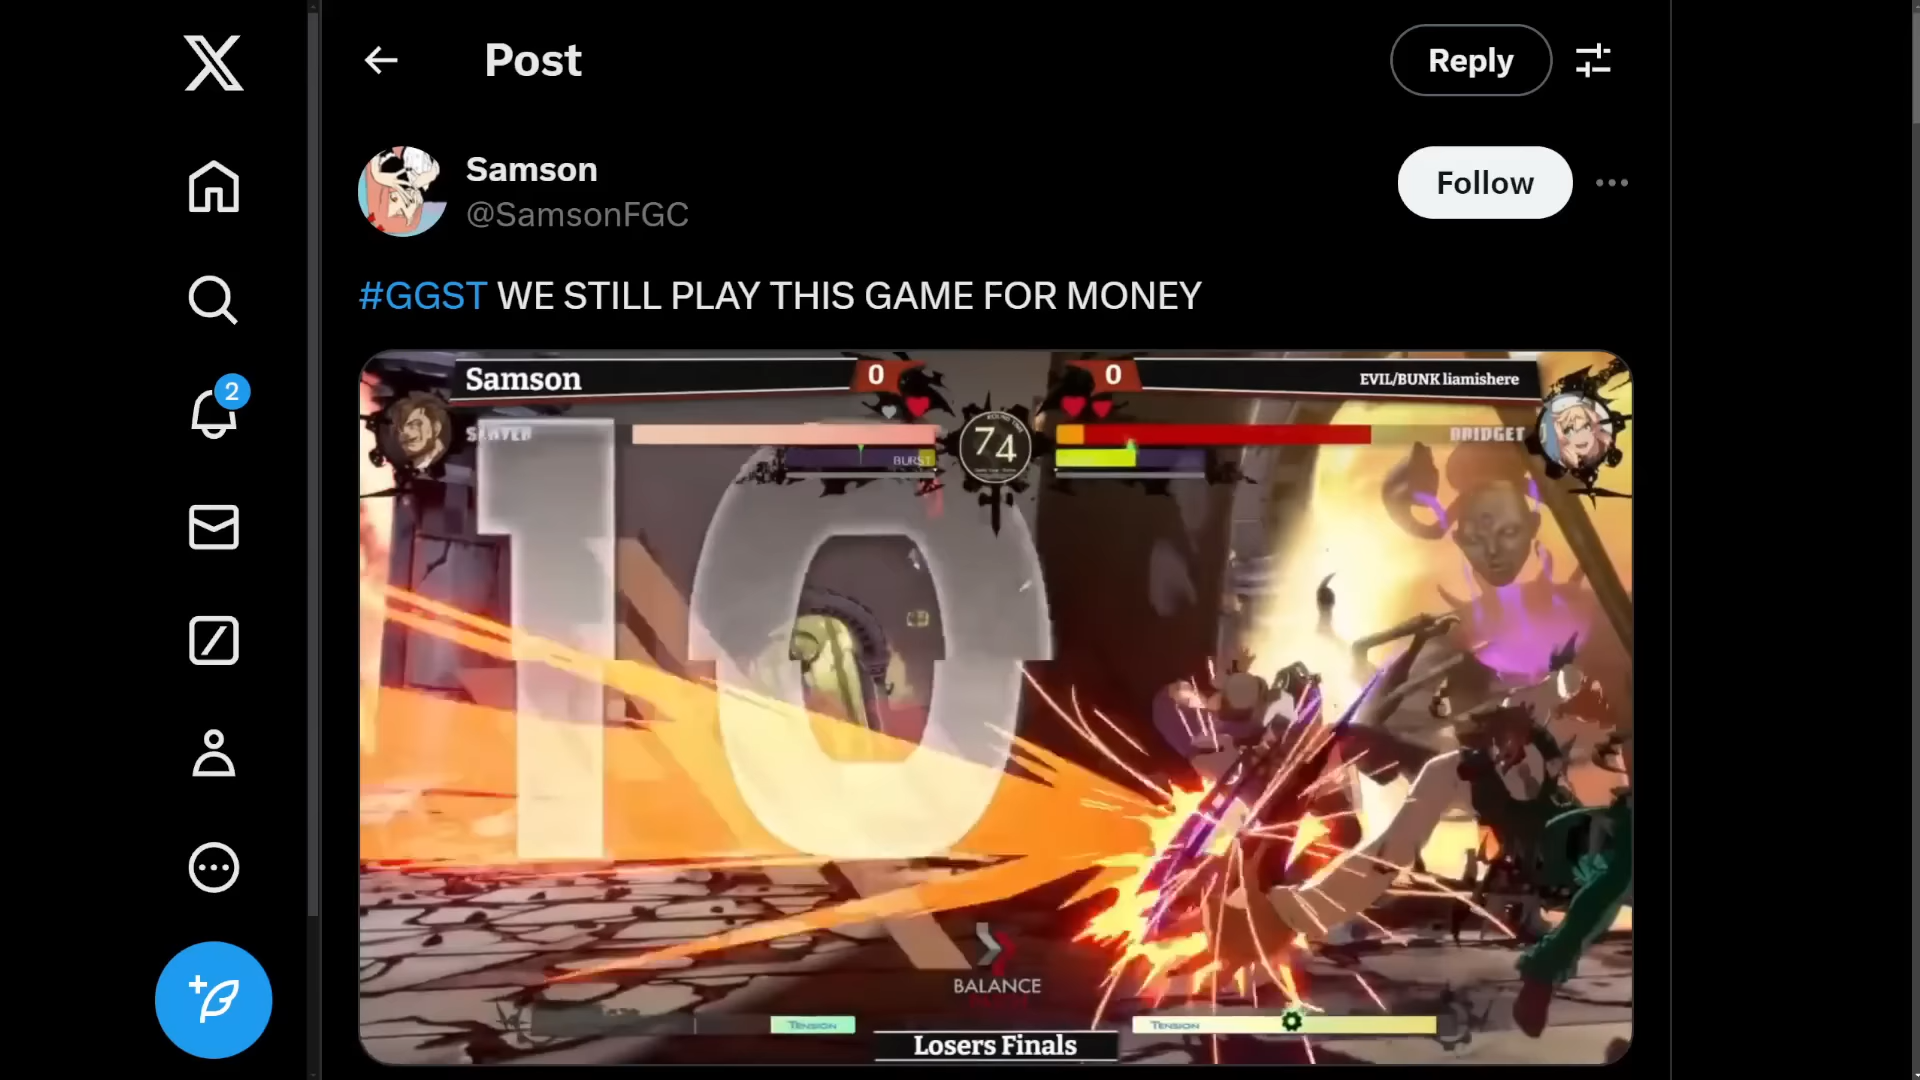 Post
Reply
Samson
@SamsonFGC
Follow
2
#GGST WE STILL PLAY THIS GAME FOR MONEY
Samson
0
0
EVIL/BUNK liamishere
SLAYER
74
BRIDGET
BURST
10
BALANCE
TENSION
TENSION
Losers Finals